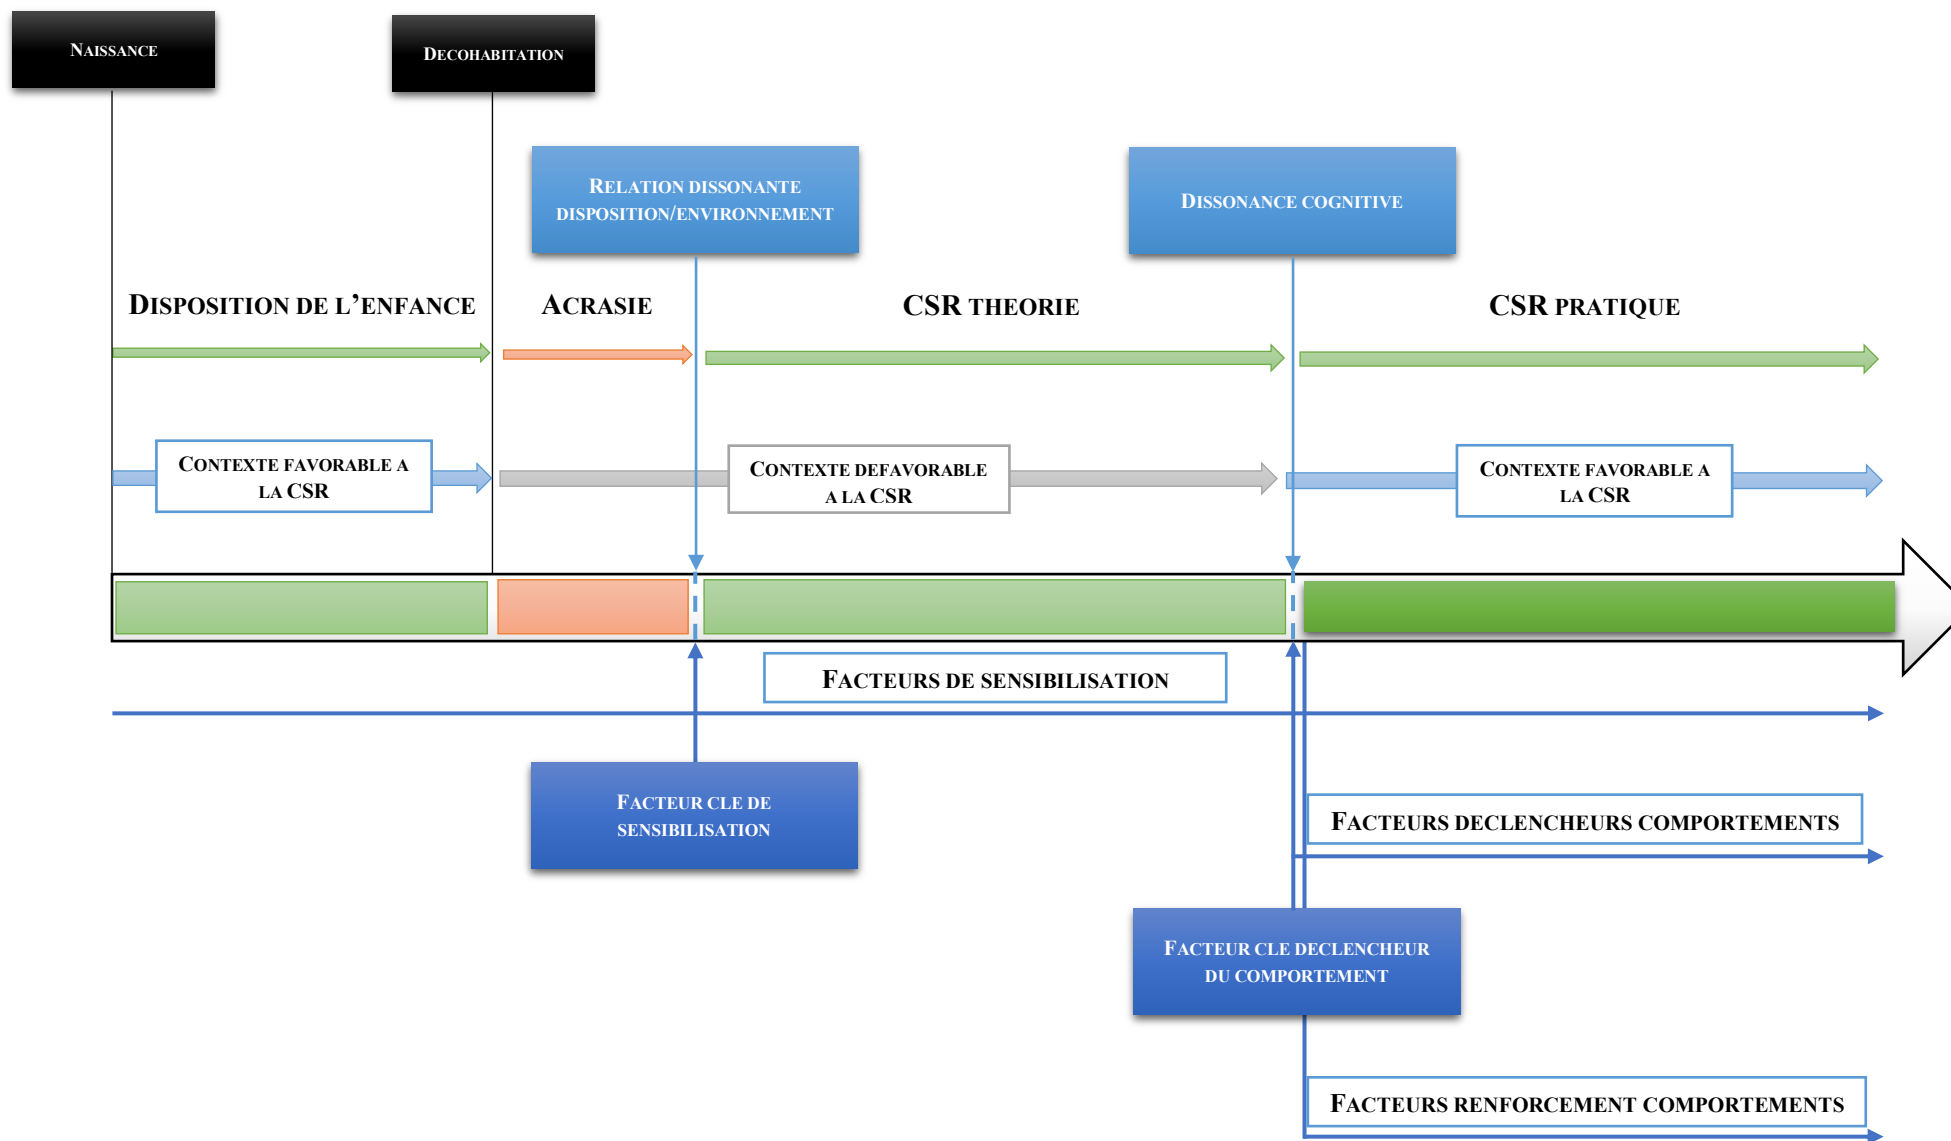 NAISSANCE
DECOHABITATION
RELATION DISSONANTE
DISPOSITION/ENVIRONNEMENT
DISSONANCE COGNITIVE
DISPOSITION DE L’ENFANCE
ACRASIE
CSR THEORIE
CSR PRATIQUE
CONTEXTE FAVORABLE A
LA CSR
CONTEXTE DEFAVORABLE
A LA CSR
CONTEXTE FAVORABLE A
LA CSR
FACTEURS DE SENSIBILISATION
FACTEUR CLE DE
SENSIBILISATION
FACTEURS DECLENCHEURS COMPORTEMENTS
FACTEUR CLE DECLENCHEUR
DU COMPORTEMENT
FACTEURS RENFORCEMENT COMPORTEMENTS